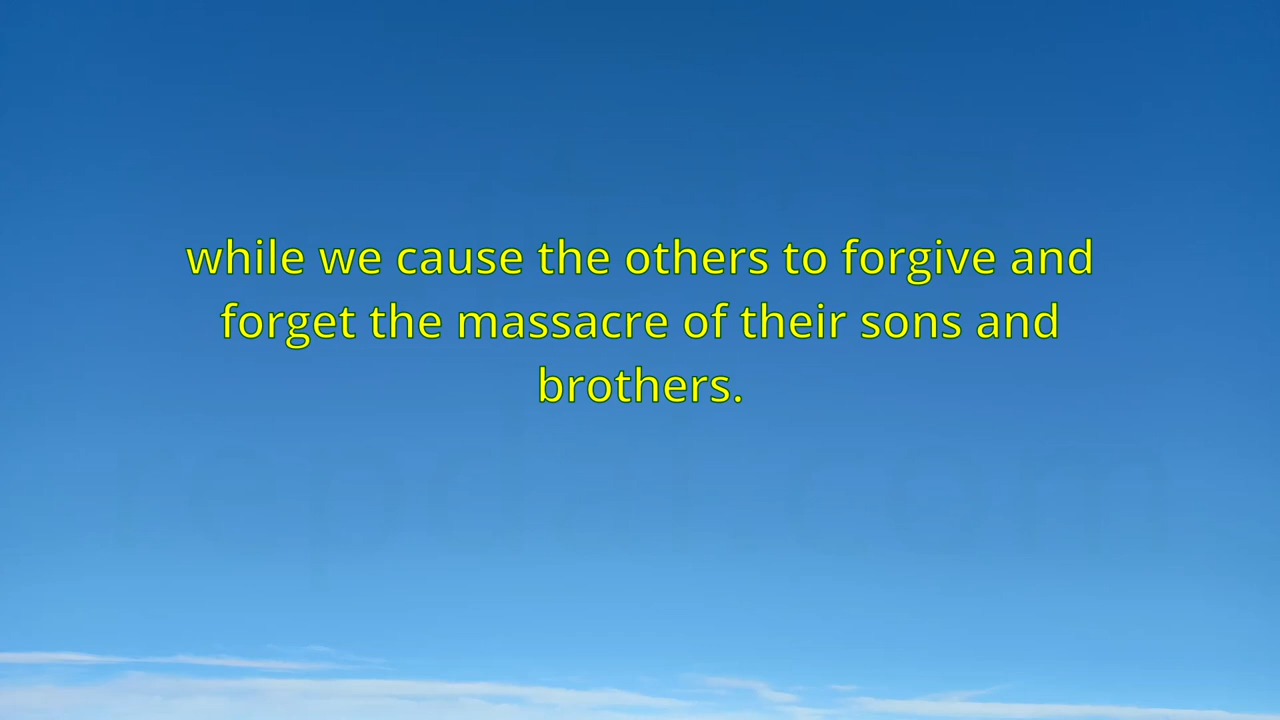 while we cause the others to forgive and
forget the massacre of their sons and
brothers.